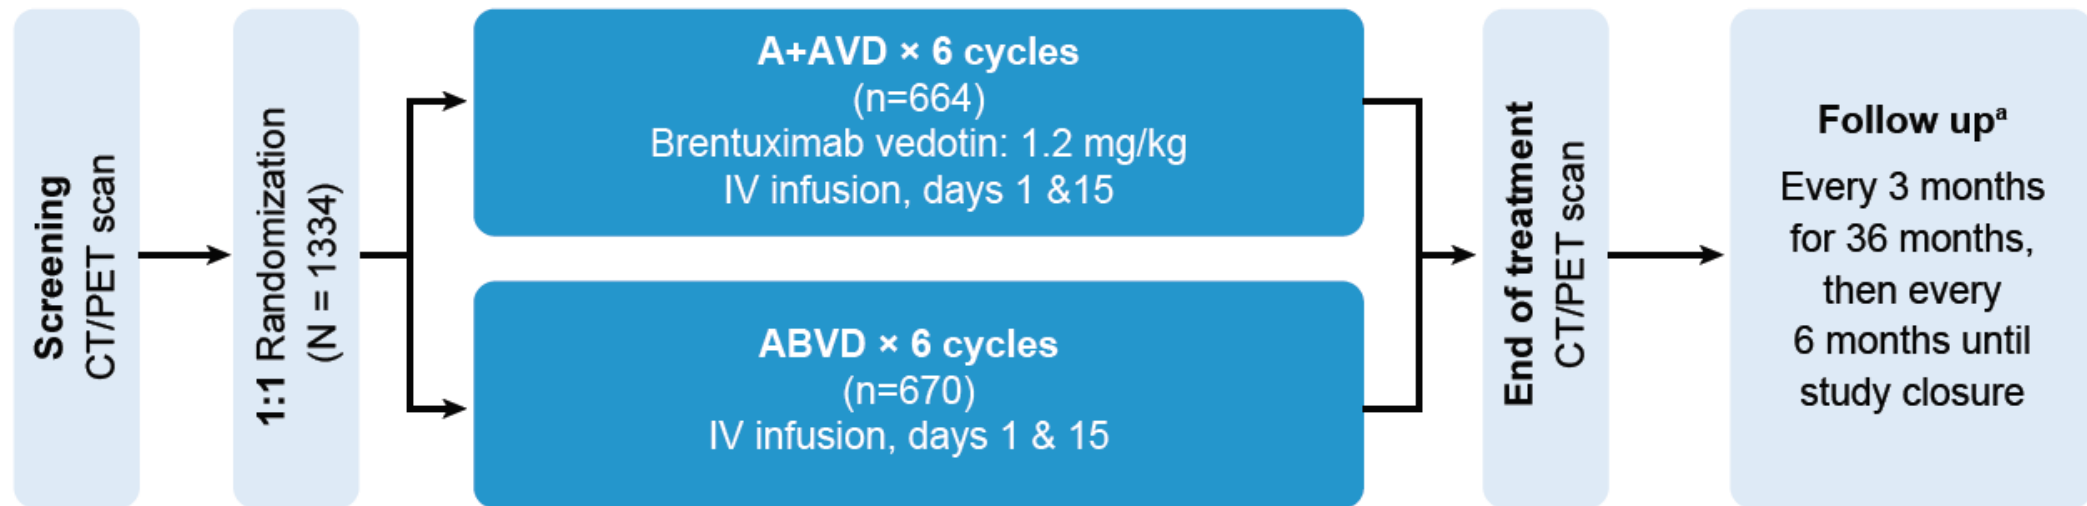 Screening
CT/PET scan
1:1 Randomization
(N = 1334)
A+AVD × 6 cycles
(n=664)
Brentuximab vedotin: 1.2 mg/kg
IV infusion, days 1 &15
ABVD × 6 cycles
(n=670)
IV infusion, days 1 & 15
End of treatment
CT/PET scan
Follow upᵃ
Every 3 months
for 36 months,
then every
6 months until
study closure